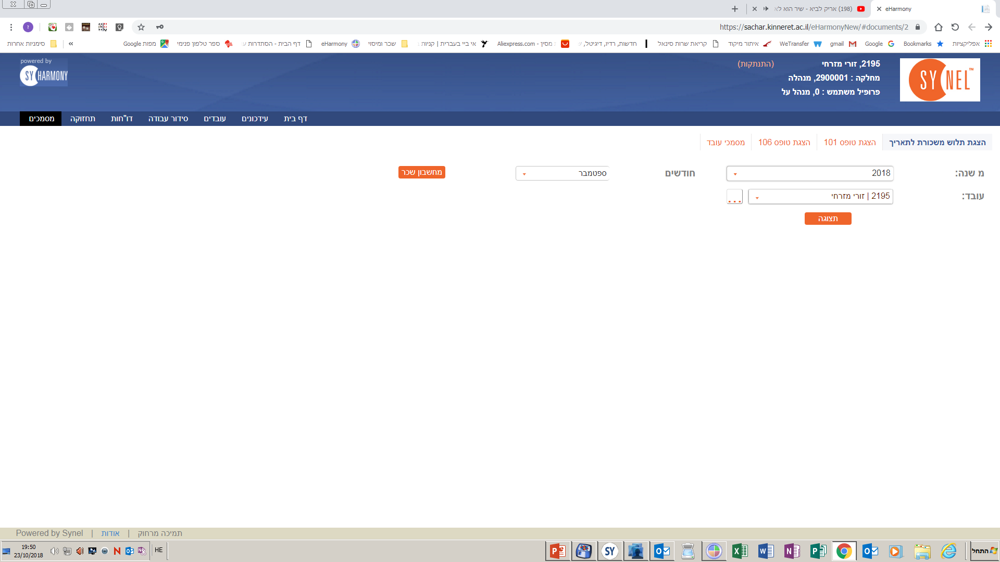 eHarmony
(198) אריק לביא - שיר הוא לא
https://sachar.kinneret.ac.il/eHarmonyNew/#documents/2
אפליקציות Bookmarks Google gmail WeTransfer איתור מיקוד קריאת שרות סינאל חדשות, רדיו, דיגיטל, Aliexpress.com - מסין אי ביי בעברית | קניות שכר ומיסוי eHarmony דף הבית - הסתדרות ספר טלפון פנימי מפות Google » סימניות אחרות
SYNEL™
2195, זורי מזרחי (התנתקות)
מחלקה : 2900001, מנהלה
פרופיל משתמש : 0, מנהל על
powered by
SY HARMONY
דף בית עידכונים עובדים סידור עבודה דו"חות תחזוקה מסמכים
הצגת תלוש משכורת לתאריך הצגת טופס 101 הצגת טופס 106 מסמכי עובד
מ שנה: 2018 חודשים ספטמבר מחשבון שכר
עובד: 2195 | זורי מזרחי ...
תצוגה
תמיכה מרחוק | אודות | Powered by Synel
התחל
HE
19:50
23/10/2018